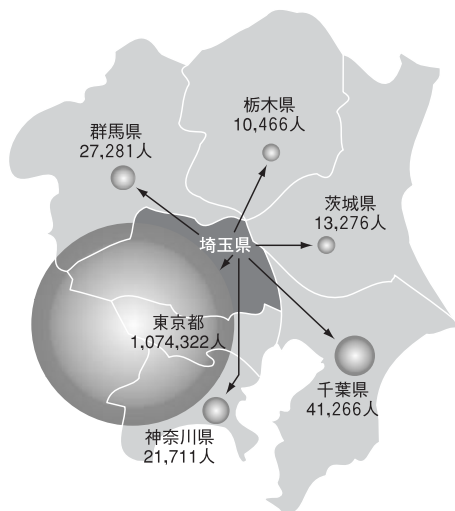 栃木県
10,466人
群馬県
27,281人
茨城県
13,276人
埼玉県
東京都
1,074,322人
千葉県
41,266人
神奈川県
21,711人